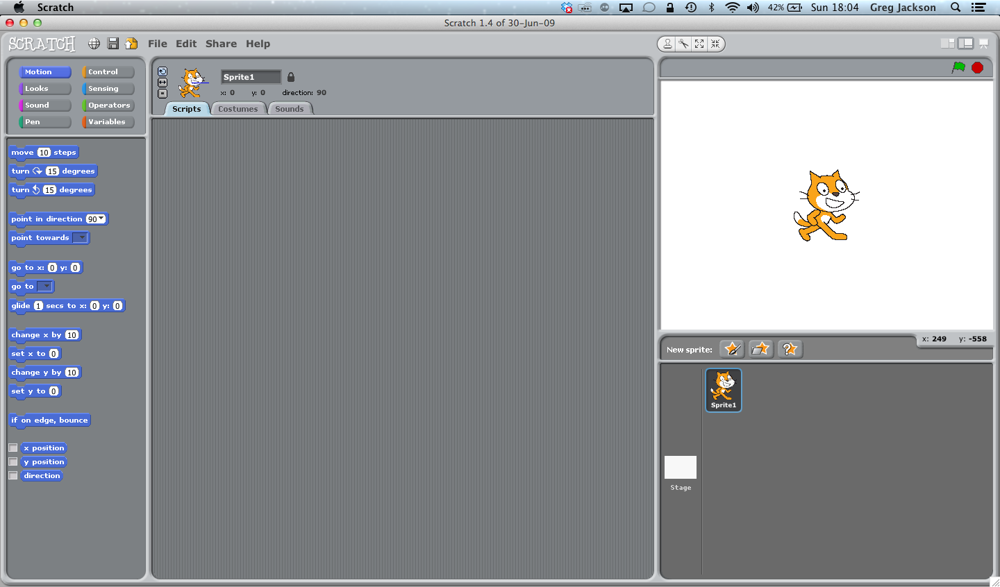 Scratch
42%
Sun 18:04
Greg Jackson
Scratch 1.4 of 30-Jun-09
SCRATCH
File
Edit
Share
Help
Motion
Control
Looks
Sensing
Sound
Operators
Pen
Variables
Sprite1
x: 0 y: 0 direction: 90
Scripts
Costumes
Sounds
move 10 steps
turn 15 degrees
turn 15 degrees
point in direction 90
point towards
go to x: 0 y: 0
go to
glide 1 secs to x: 0 y: 0
change x by 10
set x to 0
change y by 10
set y to 0
if on edge, bounce
x position
y position
direction
x: 249 y: -558
New sprite:
Sprite1
Stage